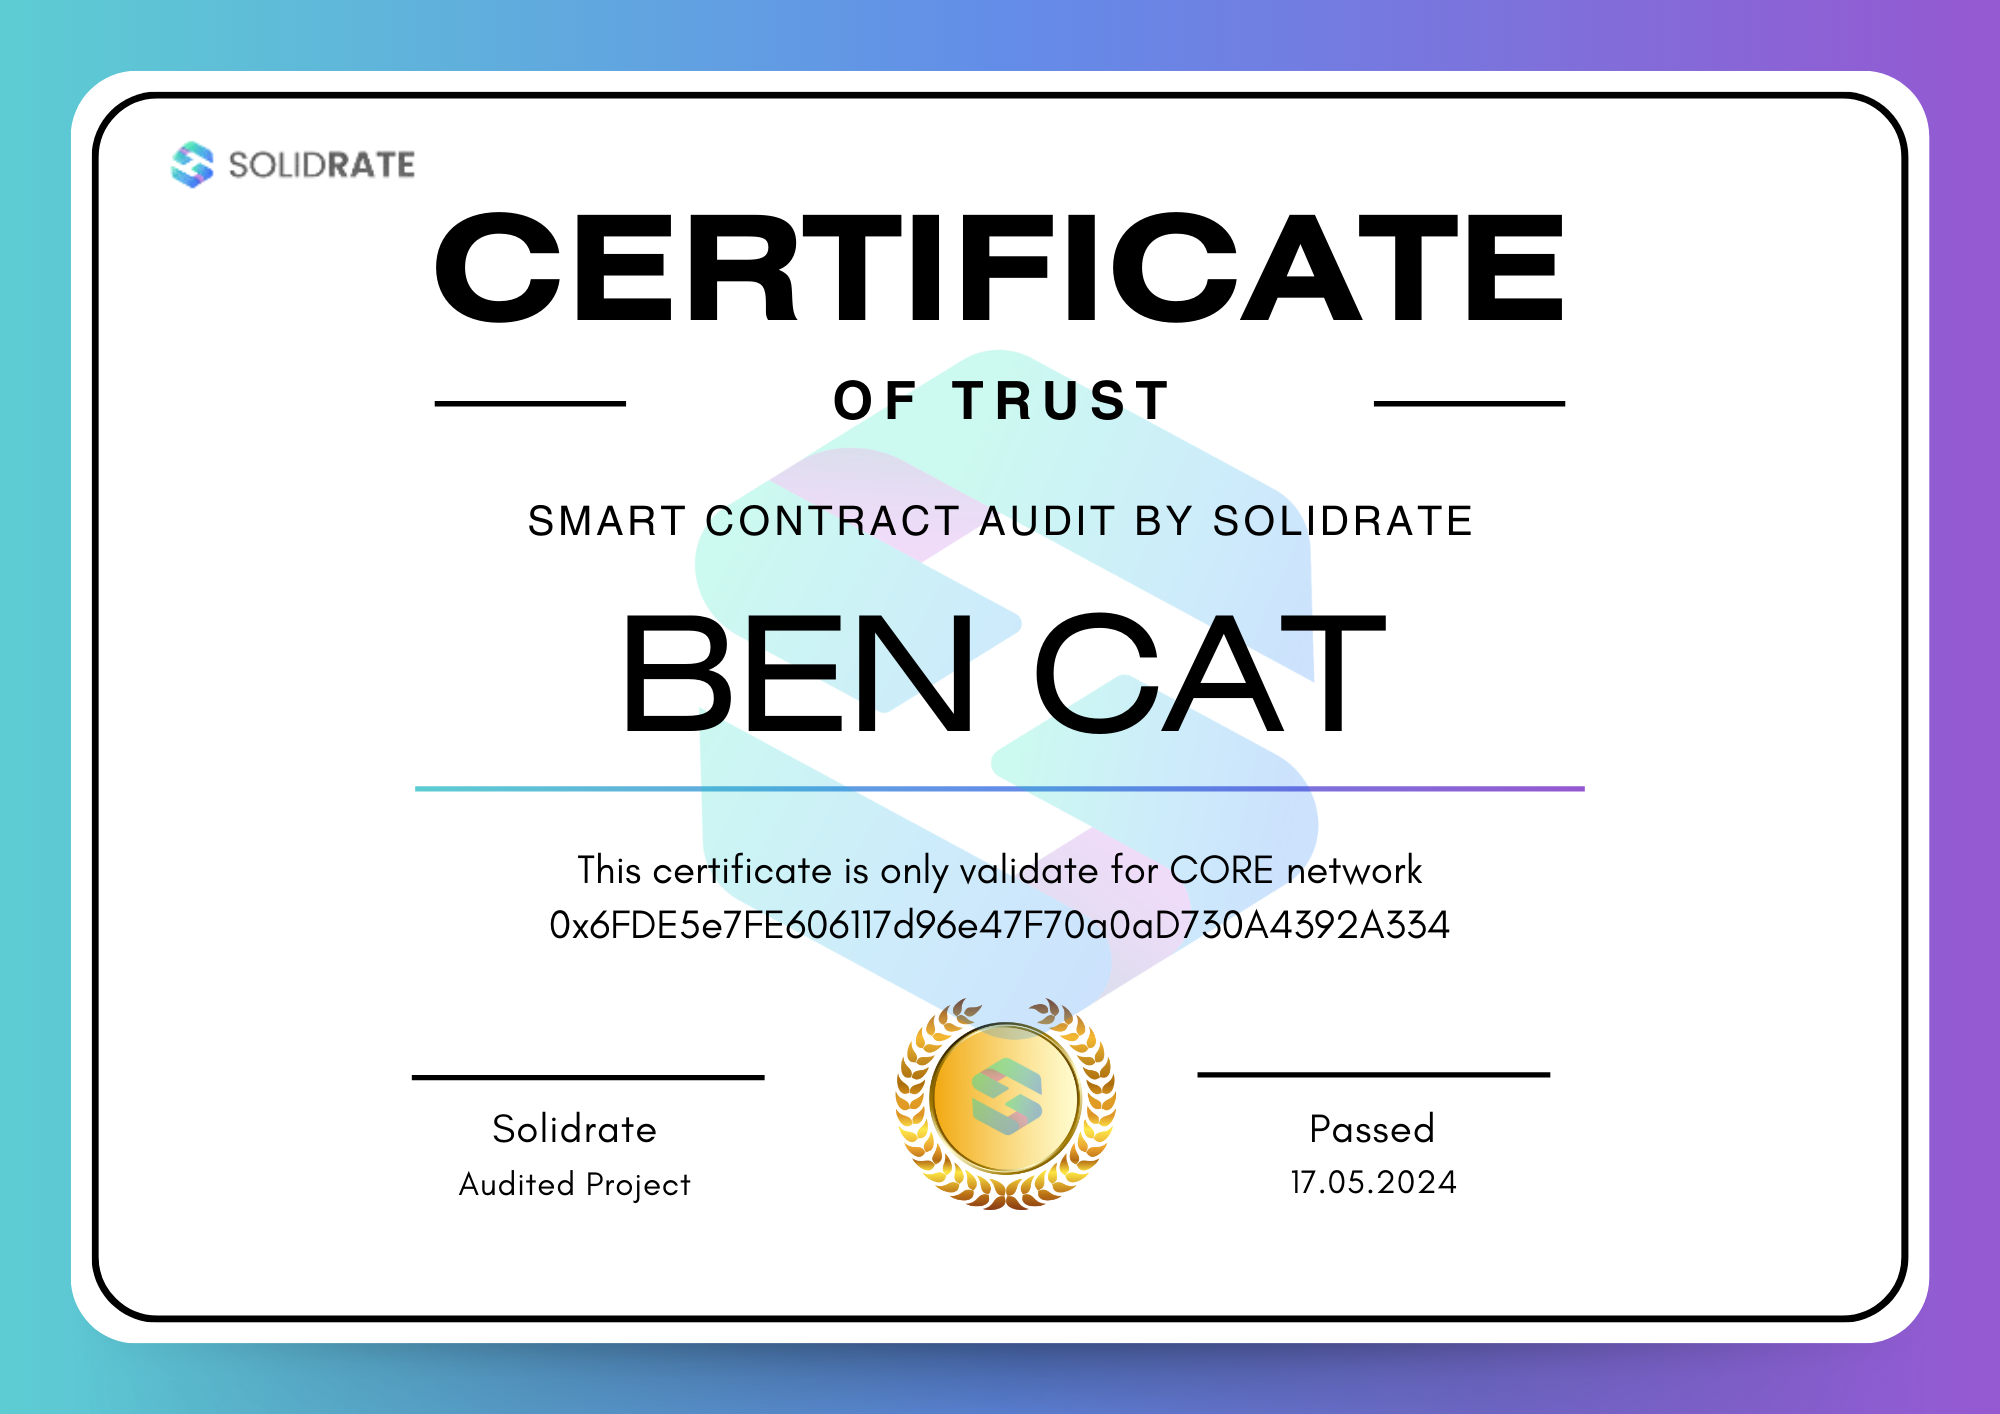 SOLIDRATE
CERTIFICATE
OF TRUST
SMART CONTRACT AUDIT BY SOLIDRATE
BEN CAT
This certificate is only validate for CORE network
0x6FDE5e7FE606117d96e47F70a0aD730A4392A334
Solidrate
Audited Project
Passed
17.05.2024